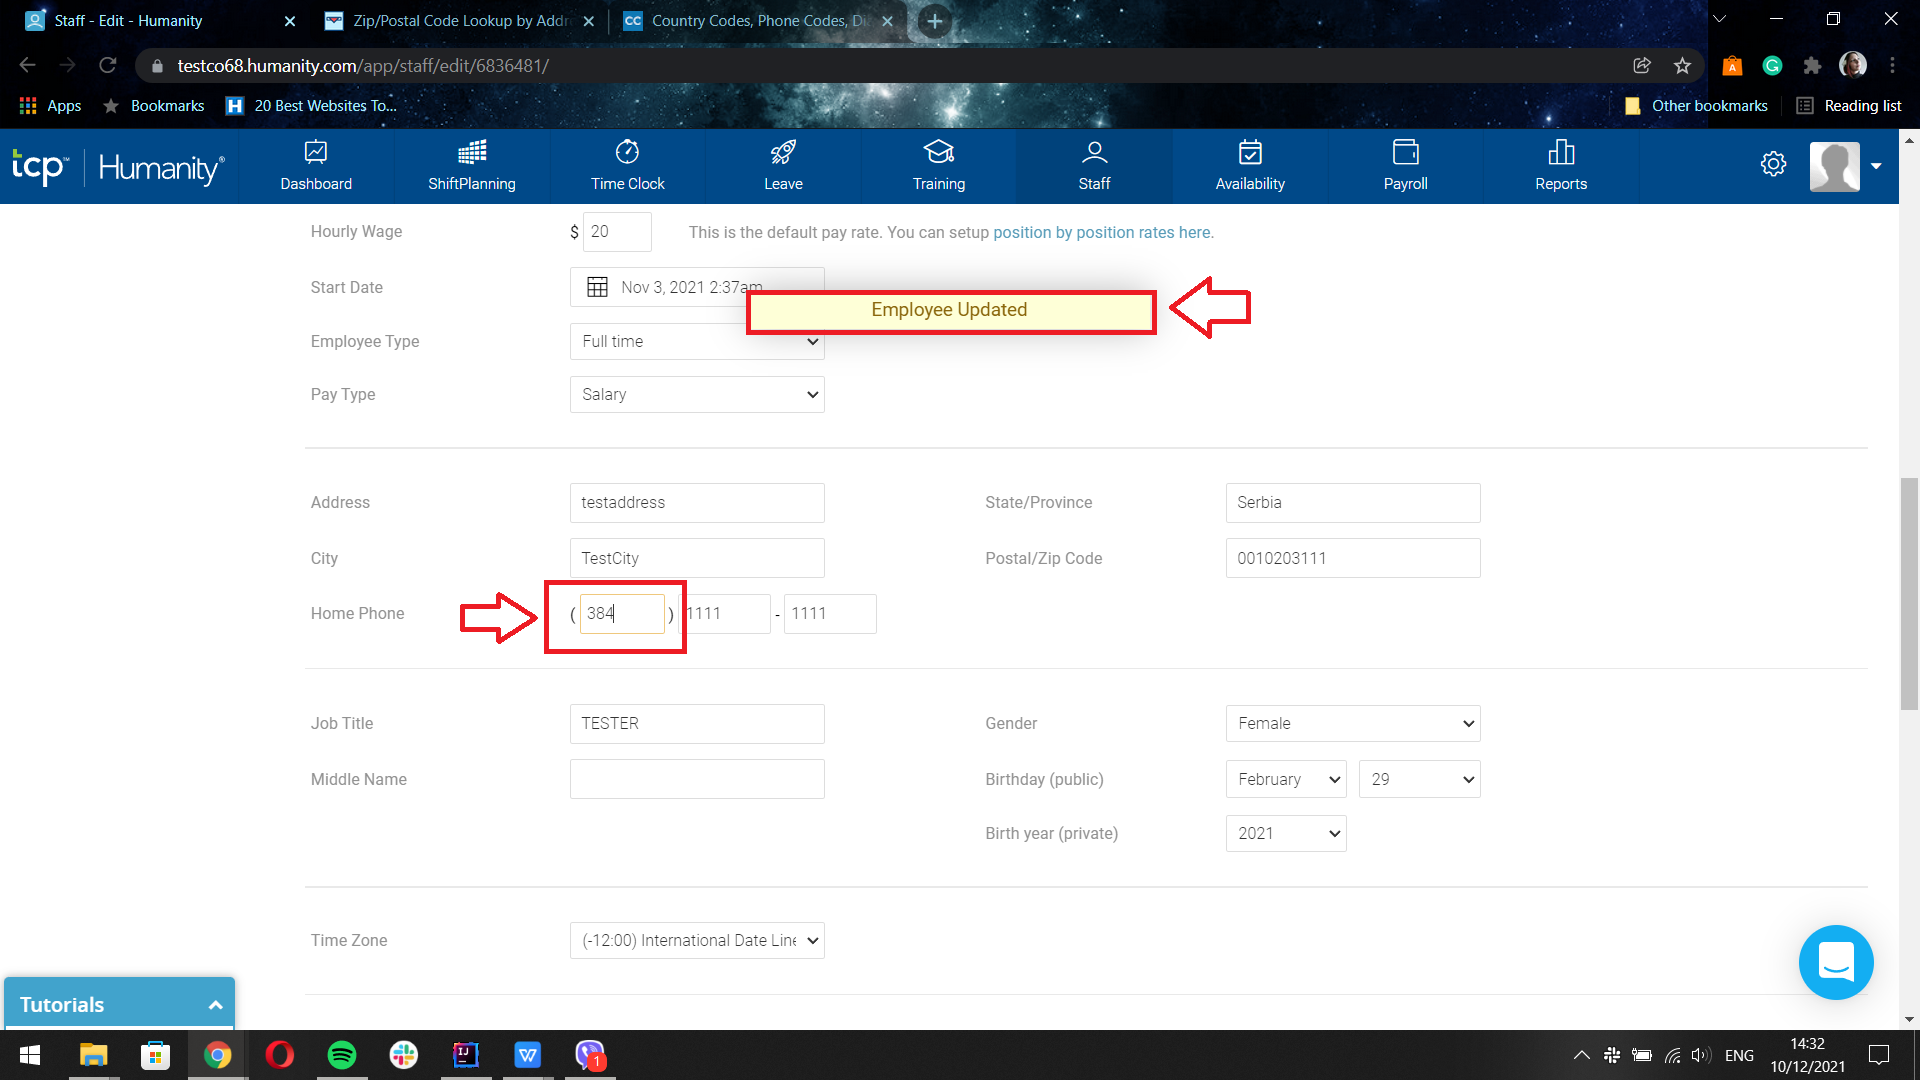 Staff - Edit - Humanity
Zip/Postal Code Lookup by Addr
Country Codes, Phone Codes, Di
testco68.humanity.com/app/staff/edit/6836481/
Apps
Bookmarks
H
20 Best Websites To...
Other bookmarks
Reading list
tcp™ Humanity®
Dashboard
ShiftPlanning
Time Clock
Leave
Training
Staff
Availability
Payroll
Reports
Hourly Wage
$ 20
This is the default pay rate. You can setup position by position rates here.
Start Date
Nov 3, 2021 2:37am
Employee Updated
Employee Type
Full time
Pay Type
Salary
Address
testaddress
State/Province
Serbia
City
TestCity
Postal/Zip Code
0010203111
Home Phone
( 384 ) 1111 - 1111
Job Title
TESTER
Gender
Female
Middle Name
Birthday (public)
February
29
Birth year (private)
2021
Time Zone
(-12:00) International Date Line
Tutorials
1
ENG
14:32
10/12/2021